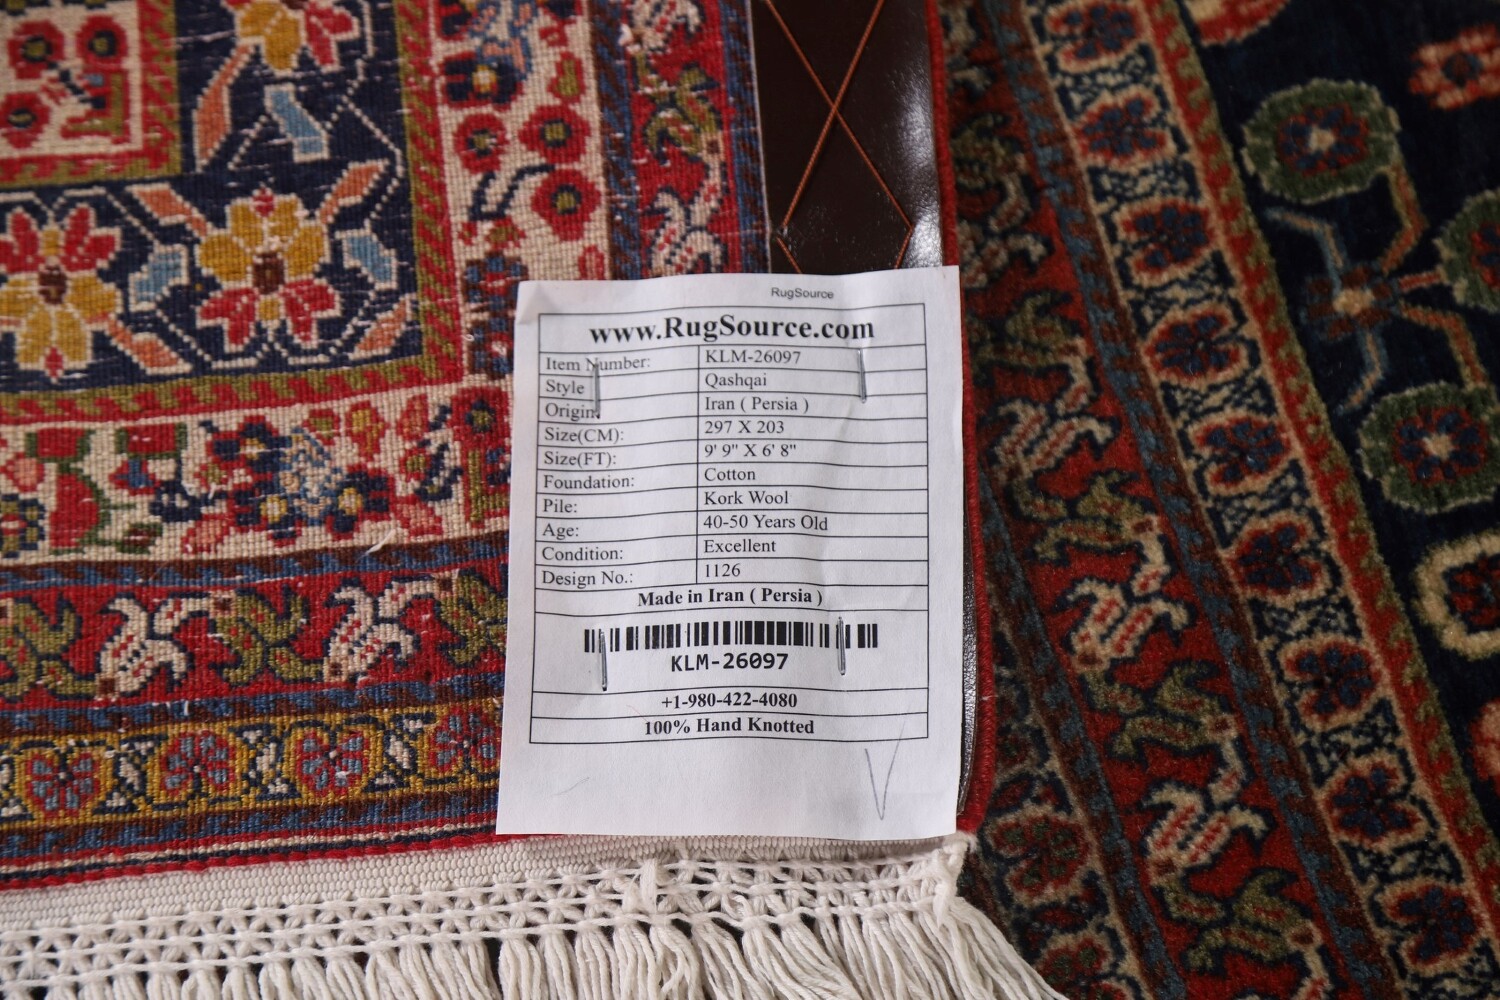 RugSource
www.RugSource.com
Item Number: KLM-26097
Style Qashqai
Origin: Iran ( Persia )
Size(CM): 297 X 203
Size(FT): 9' 9" X 6' 8"
Foundation: Cotton
Pile: Kork Wool
Age: 40-50 Years Old
Condition: Excellent
Design No.: 1126
Made in Iran ( Persia )
KLM-26097
+1-980-422-4080
100% Hand Knotted